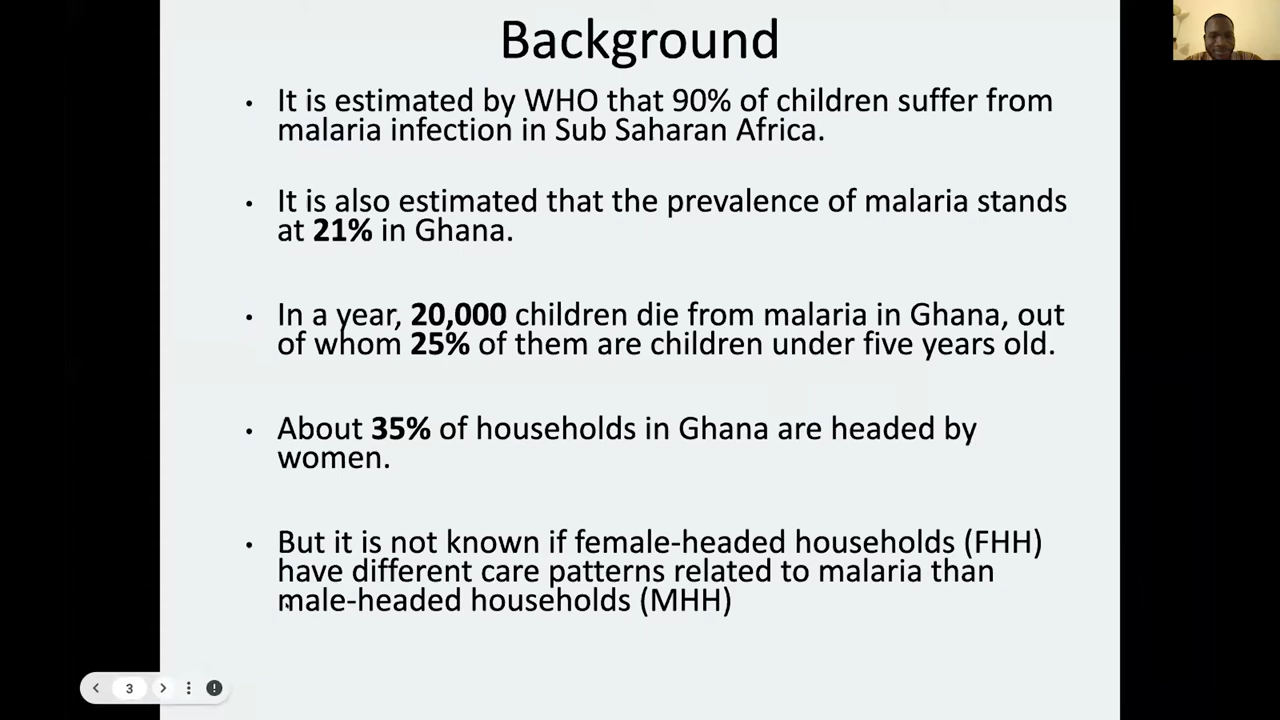 Background
• It is estimated by WHO that 90% of children suffer from
malaria infection in Sub Saharan Africa.
• It is also estimated that the prevalence of malaria stands
at 21% in Ghana.
• In a year, 20,000 children die from malaria in Ghana, out
of whom 25% of them are children under five years old.
• About 35% of households in Ghana are headed by
women.
• But it is not known if female-headed households (FHH)
have different care patterns related to malaria than
male-headed households (MHH)
3